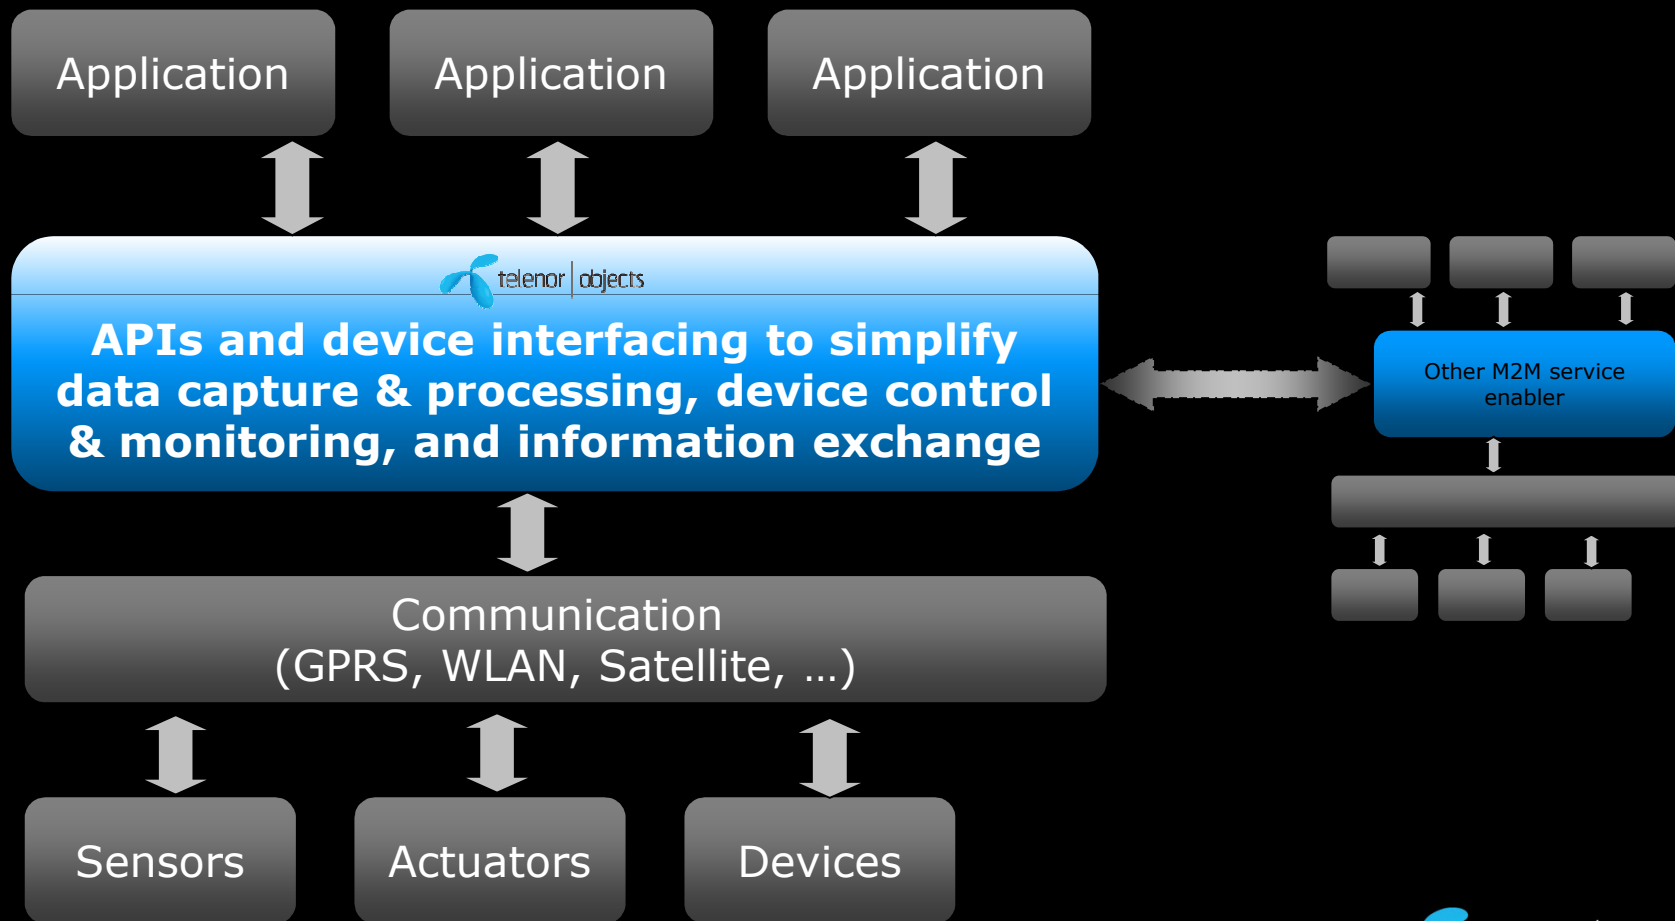 Application
Application
Application
telenor | objects
APIs and device interfacing to simplify
data capture & processing, device control
& monitoring, and information exchange
Other M2M service
enabler
Communication
(GPRS, WLAN, Satellite, ...)
Sensors
Actuators
Devices